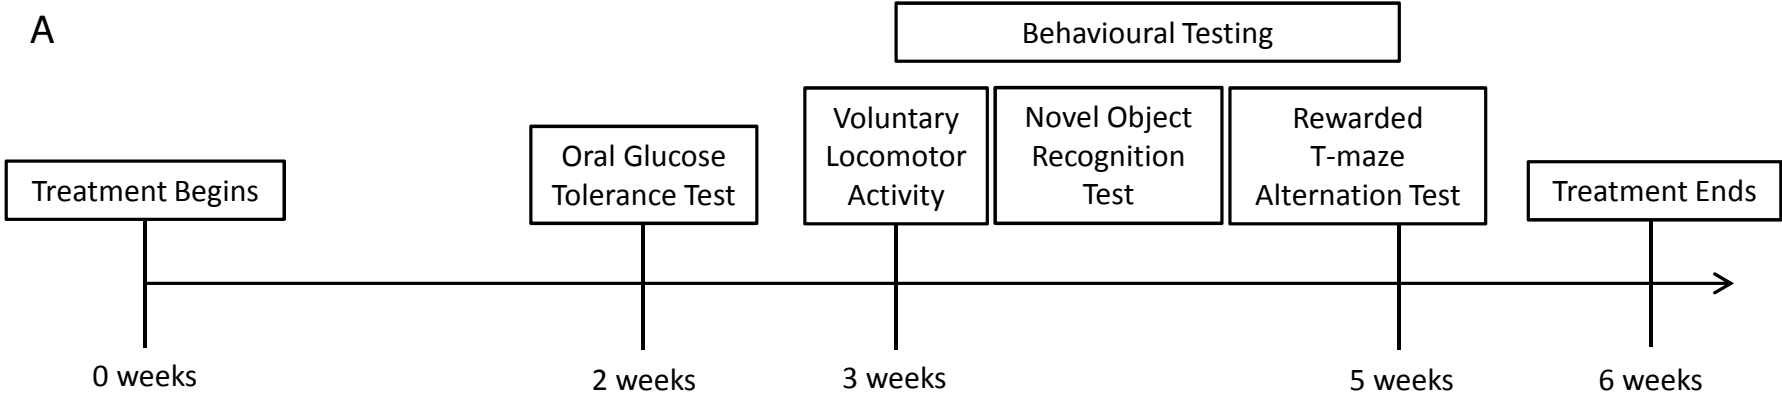 A
Behavioural Testing
Treatment Begins
Oral Glucose
Tolerance Test
Voluntary
Locomotor
Activity
Novel Object
Recognition
Test
Rewarded
T-maze
Alternation Test
Treatment Ends
0 weeks
2 weeks
3 weeks
5 weeks
6 weeks